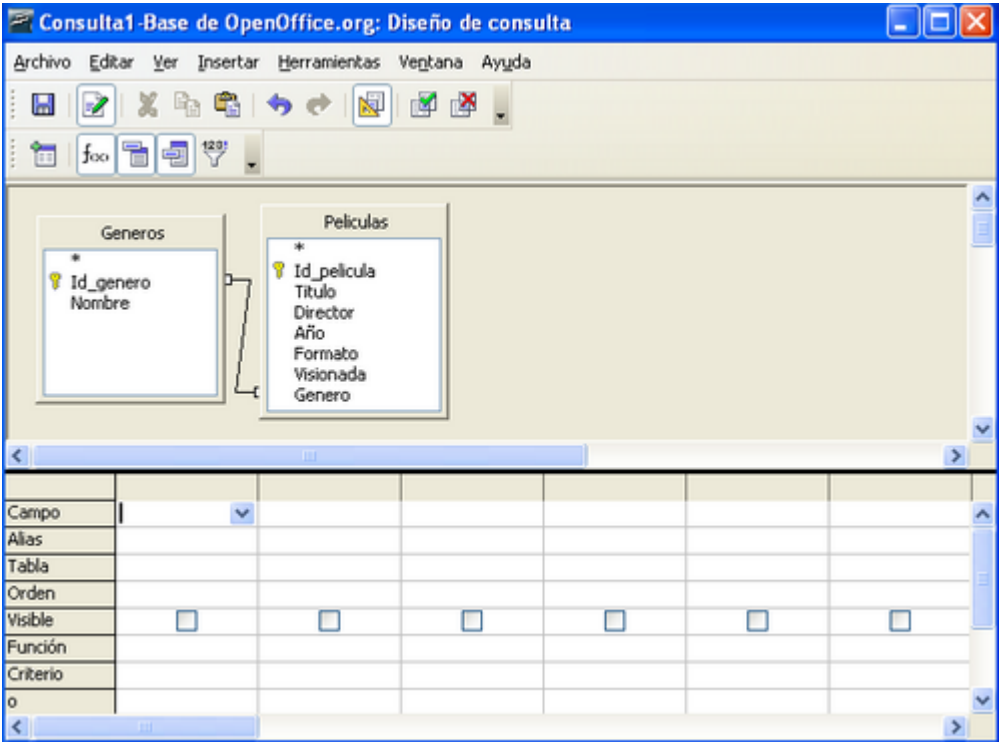 Consulta1-Base de OpenOffice.org: Diseño de consulta
Archivo Editar Ver Insertar Herramientas Ventana Ayuda
f(x) 123!
Generos
*
Id_genero
Nombre
Peliculas
*
Id_pelicula
Titulo
Director
Año
Formato
Visionada
Genero
Campo
Alias
Tabla
Orden
Visible
Función
Criterio
o